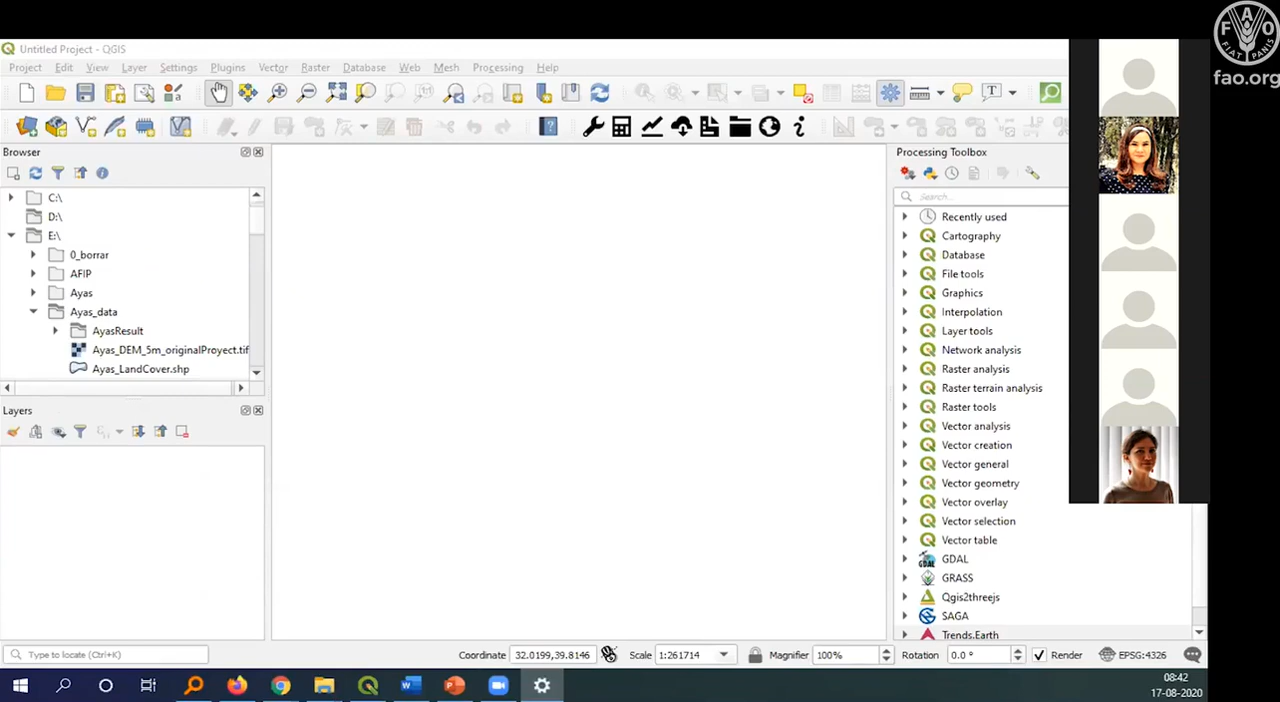 F A O
FIAT PANIS
fao.org
Untitled Project - QGIS
Project Edit View Layer Settings Plugins Vector Raster Database Web Mesh Processing Help
Browser
C:\
D:\
E:\
0_borrar
AFIP
Ayas
Ayas_data
AyasResult
Ayas_DEM_5m_originalProyect.tif
Ayas_LandCover.shp
Layers
Processing Toolbox
Search...
Recently used
Cartography
Database
File tools
Graphics
Interpolation
Layer tools
Network analysis
Raster analysis
Raster terrain analysis
Raster tools
Vector analysis
Vector creation
Vector general
Vector geometry
Vector overlay
Vector selection
Vector table
GDAL
GRASS
Qgis2threejs
SAGA
Trends.Earth
Type to locate (Ctrl+K)
Coordinate 32.0199,39.8146 Scale 1:261714 Magnifier 100% Rotation 0.0 ° Render EPSG:4326
08:42
17-08-2020